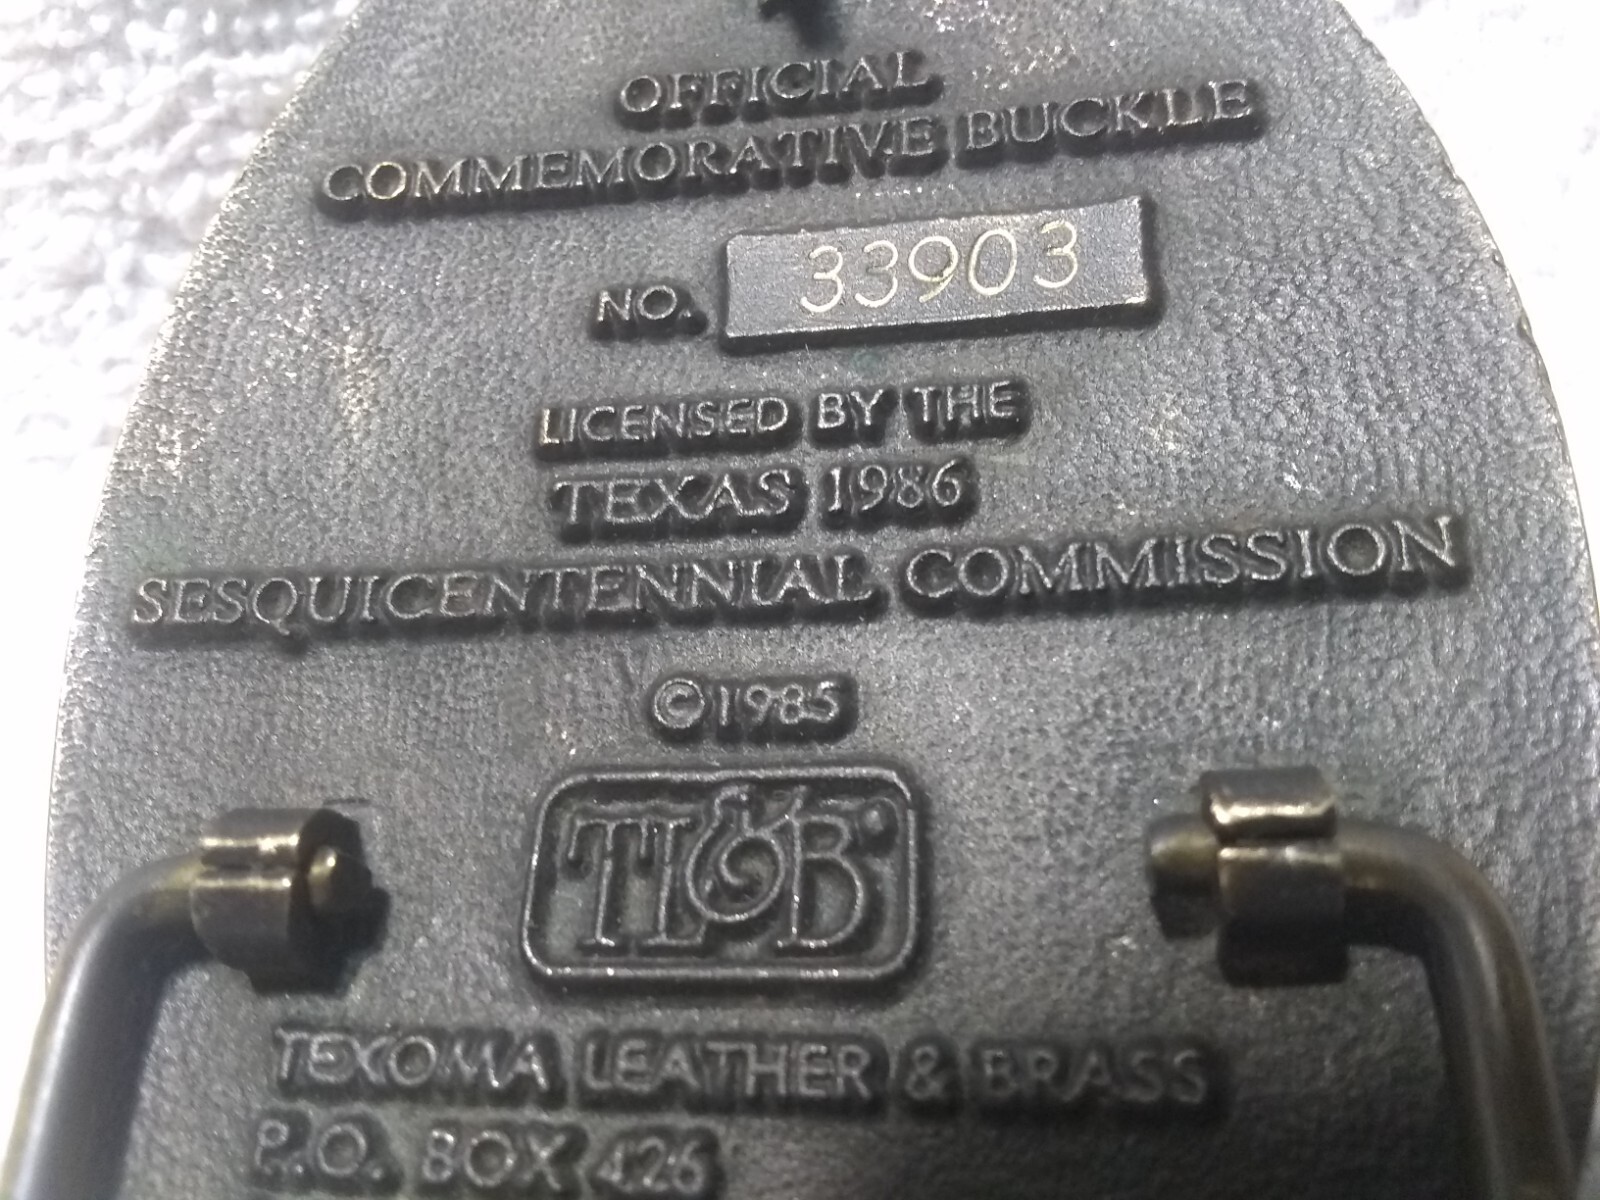 OFFICIAL
COMMEMORATIVE BUCKLE
NO. 33903
LICENSED BY THE
TEXAS 1986
SESQUICENTENNIAL COMMISSION
©1985
TL&B
TEXOMA LEATHER & BRASS
P.O. BOX 426